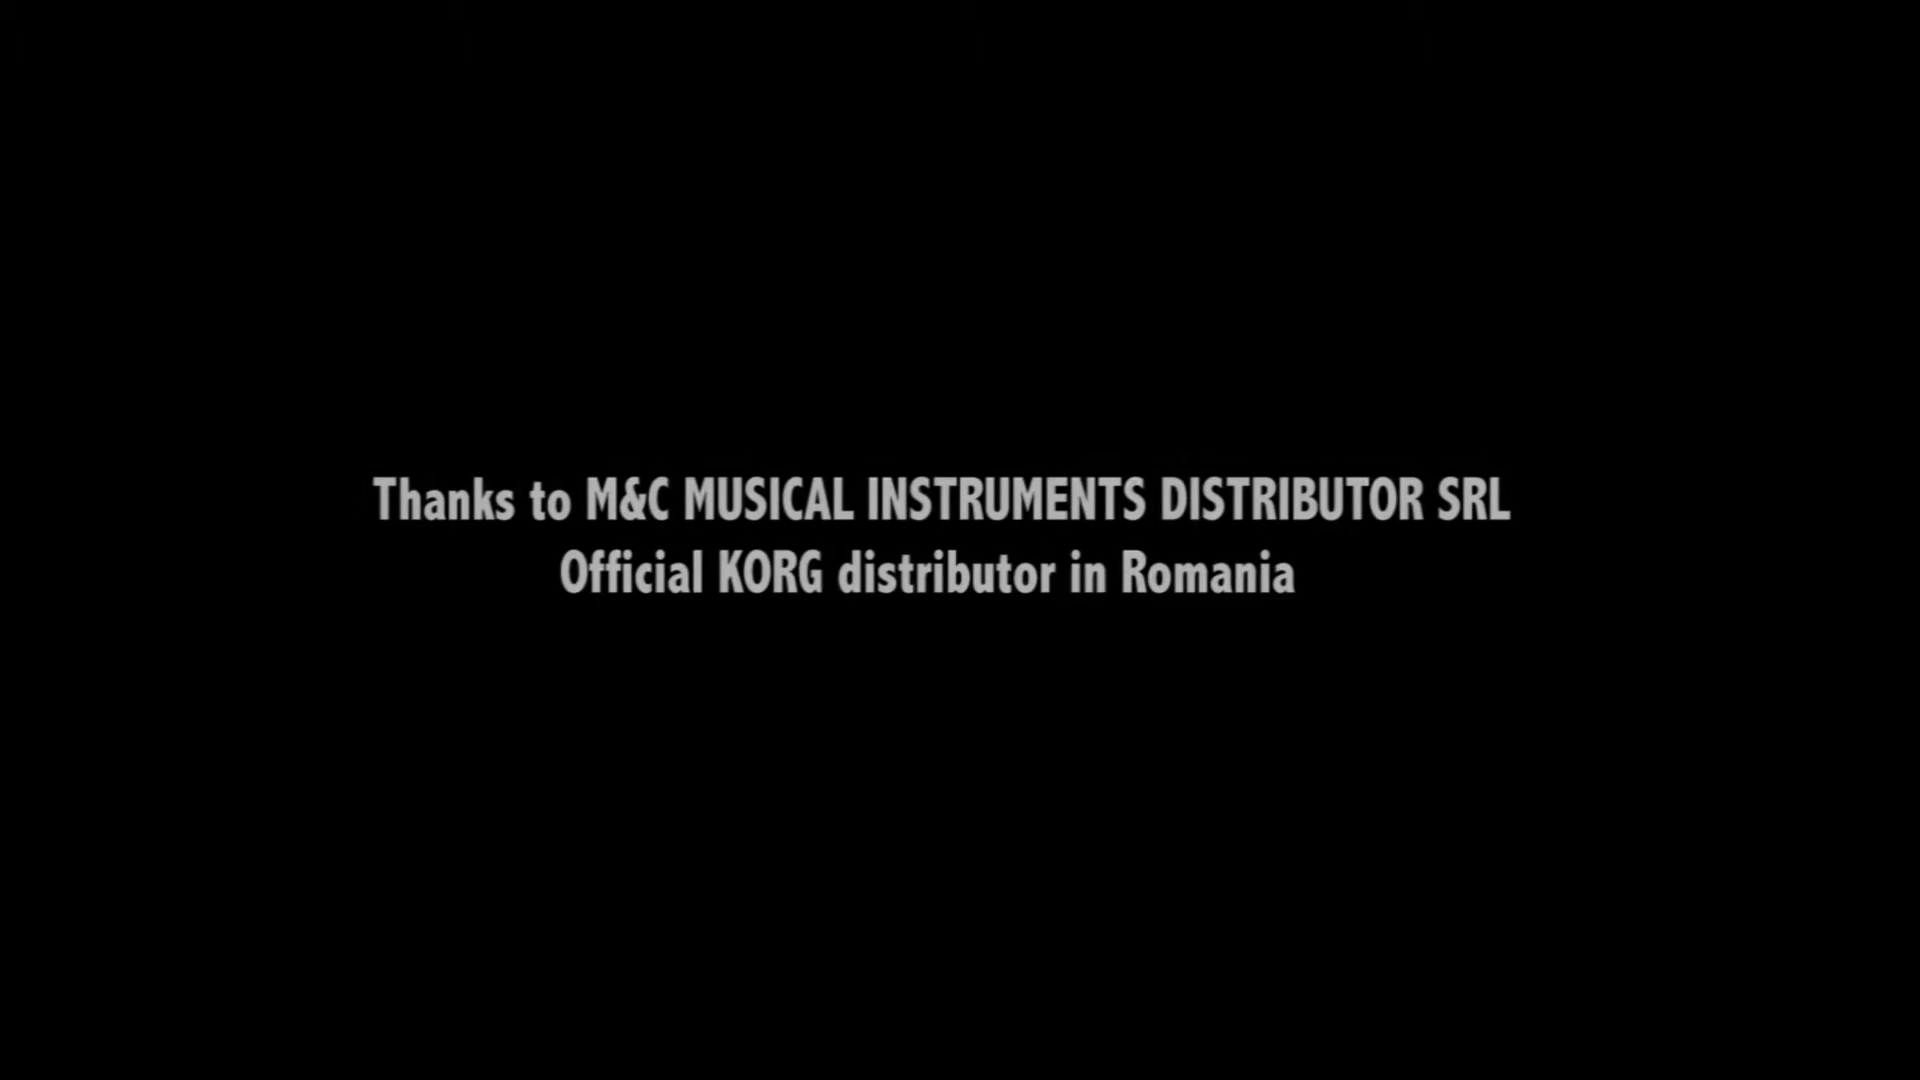 Thanks to M&C MUSICAL INSTRUMENTS DISTRIBUTOR SRL
Official KORG distributor in Romania